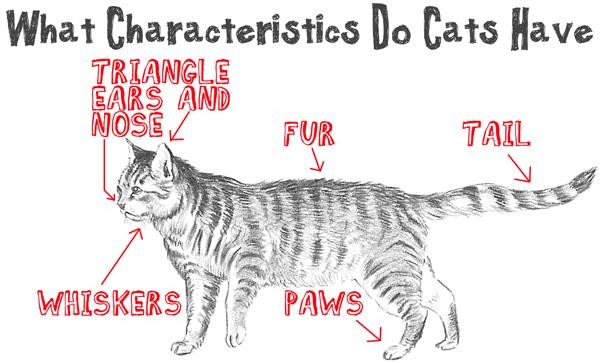 What Characteristics Do Cats Have
TRIANGLE
EARS AND
NOSE
FUR
TAIL
WHISKERS
PAWS